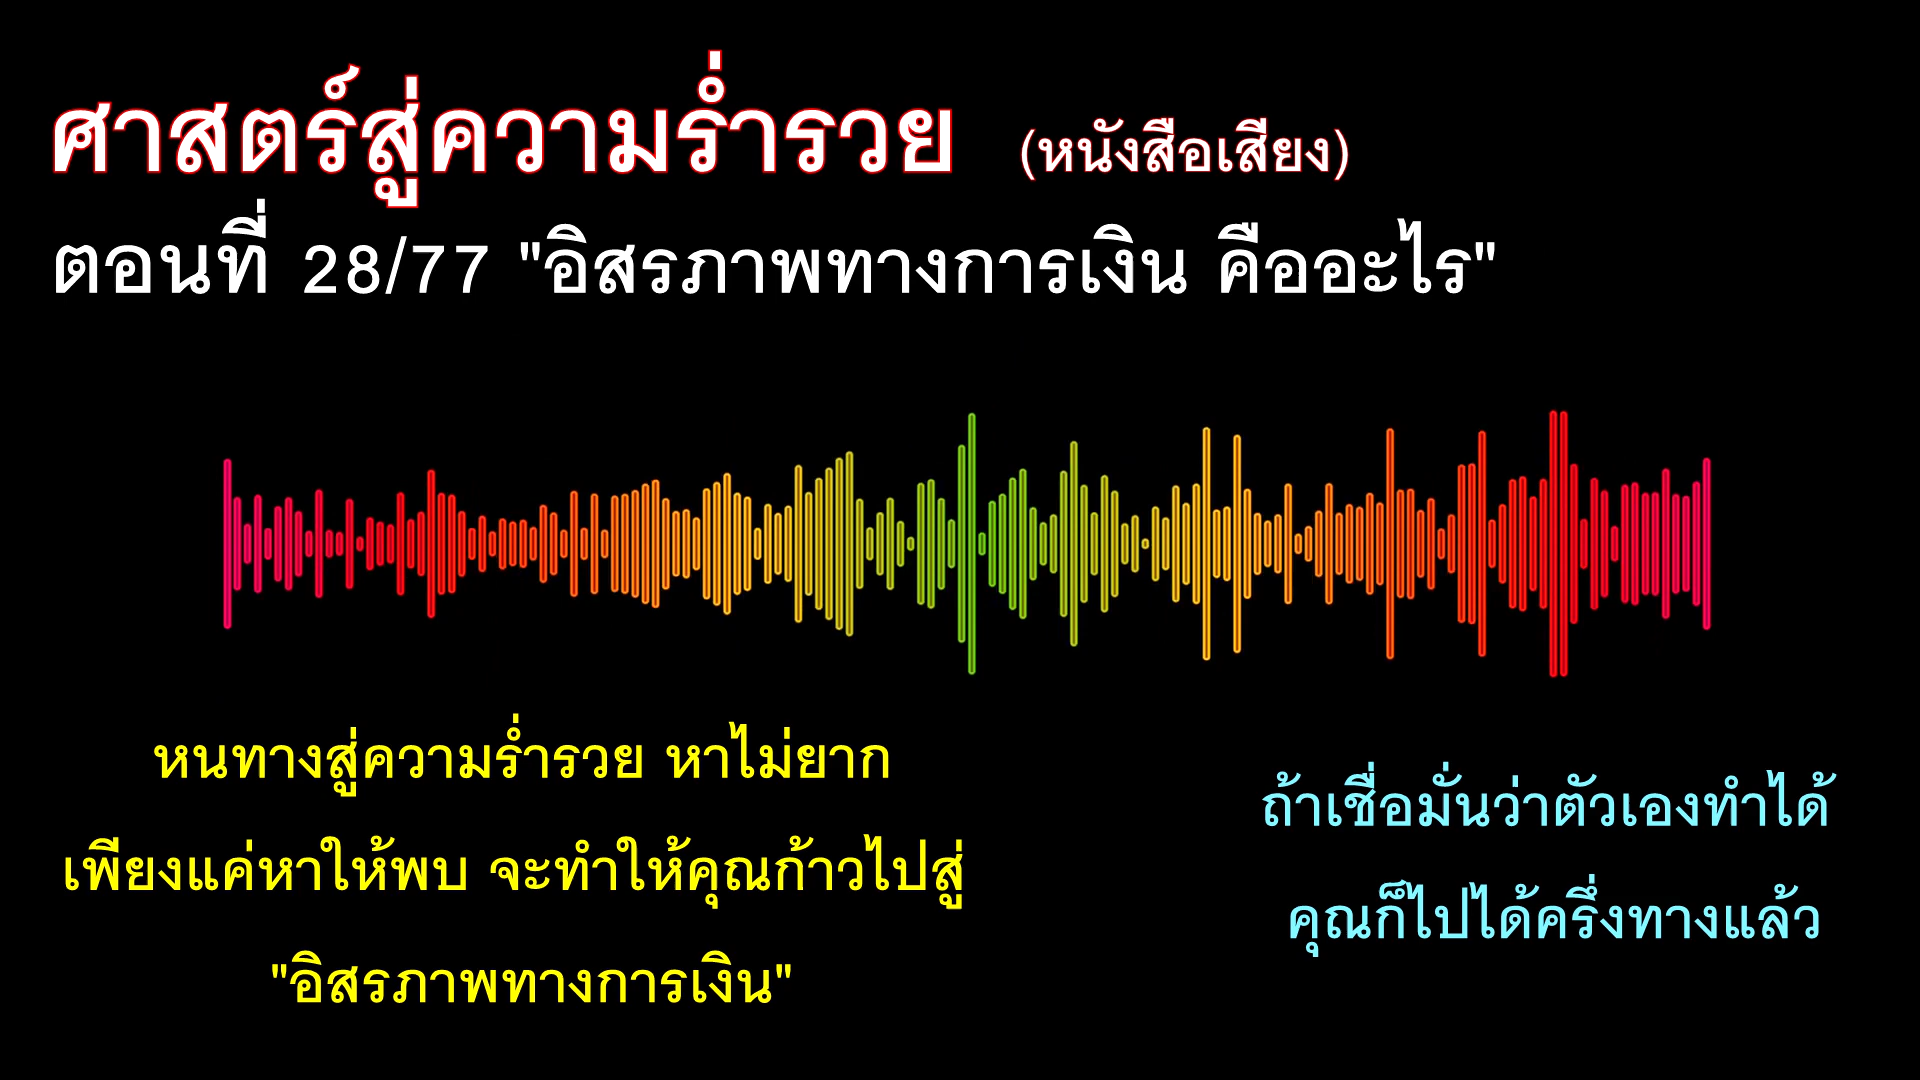 ศาสตร์สู่ความร่ำรวย (หนังสือเสียง)
ตอนที่ 28/77 "อิสรภาพทางการเงิน คืออะไร"
หนทางสู่ความร่ำรวย หาไม่ยาก
เพียงแค่หาให้พบ จะทำให้คุณก้าวไปสู่
"อิสรภาพทางการเงิน"
ถ้าเชื่อมั่นว่าตัวเองทำได้
คุณก็ไปได้ครึ่งทางแล้ว